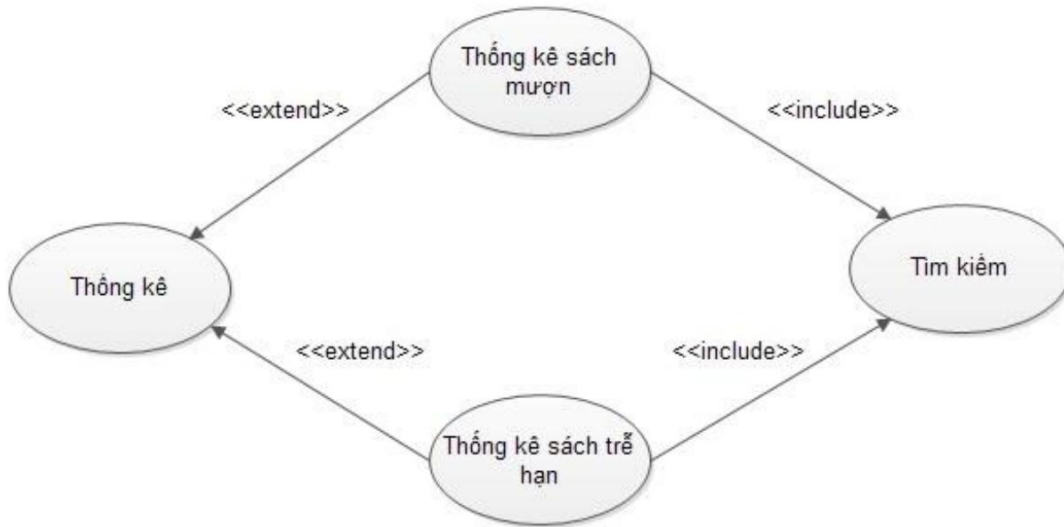 Thống kê sách
mượn
<<extend>>
<<include>>
Thống kê
Tìm kiếm
<<extend>>
<<include>>
Thống kê sách trễ
hạn